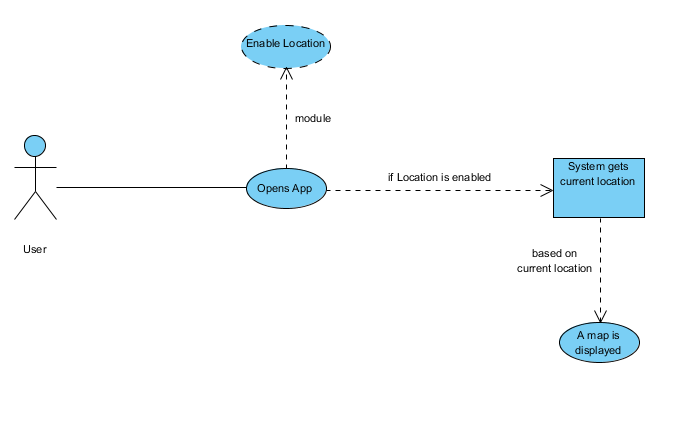 Enable Location
module
Opens App
if Location is enabled
System gets
current location
User
based on
current location
A map is
displayed